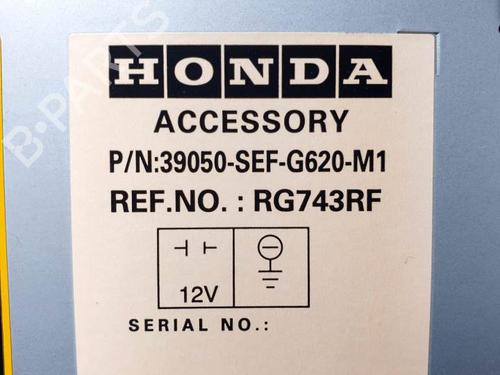 B-PARTS
HONDA
ACCESSORY
P/N:39050-SEF-G620-M1
REF.NO. : RG743RF
12V
SERIAL NO.: